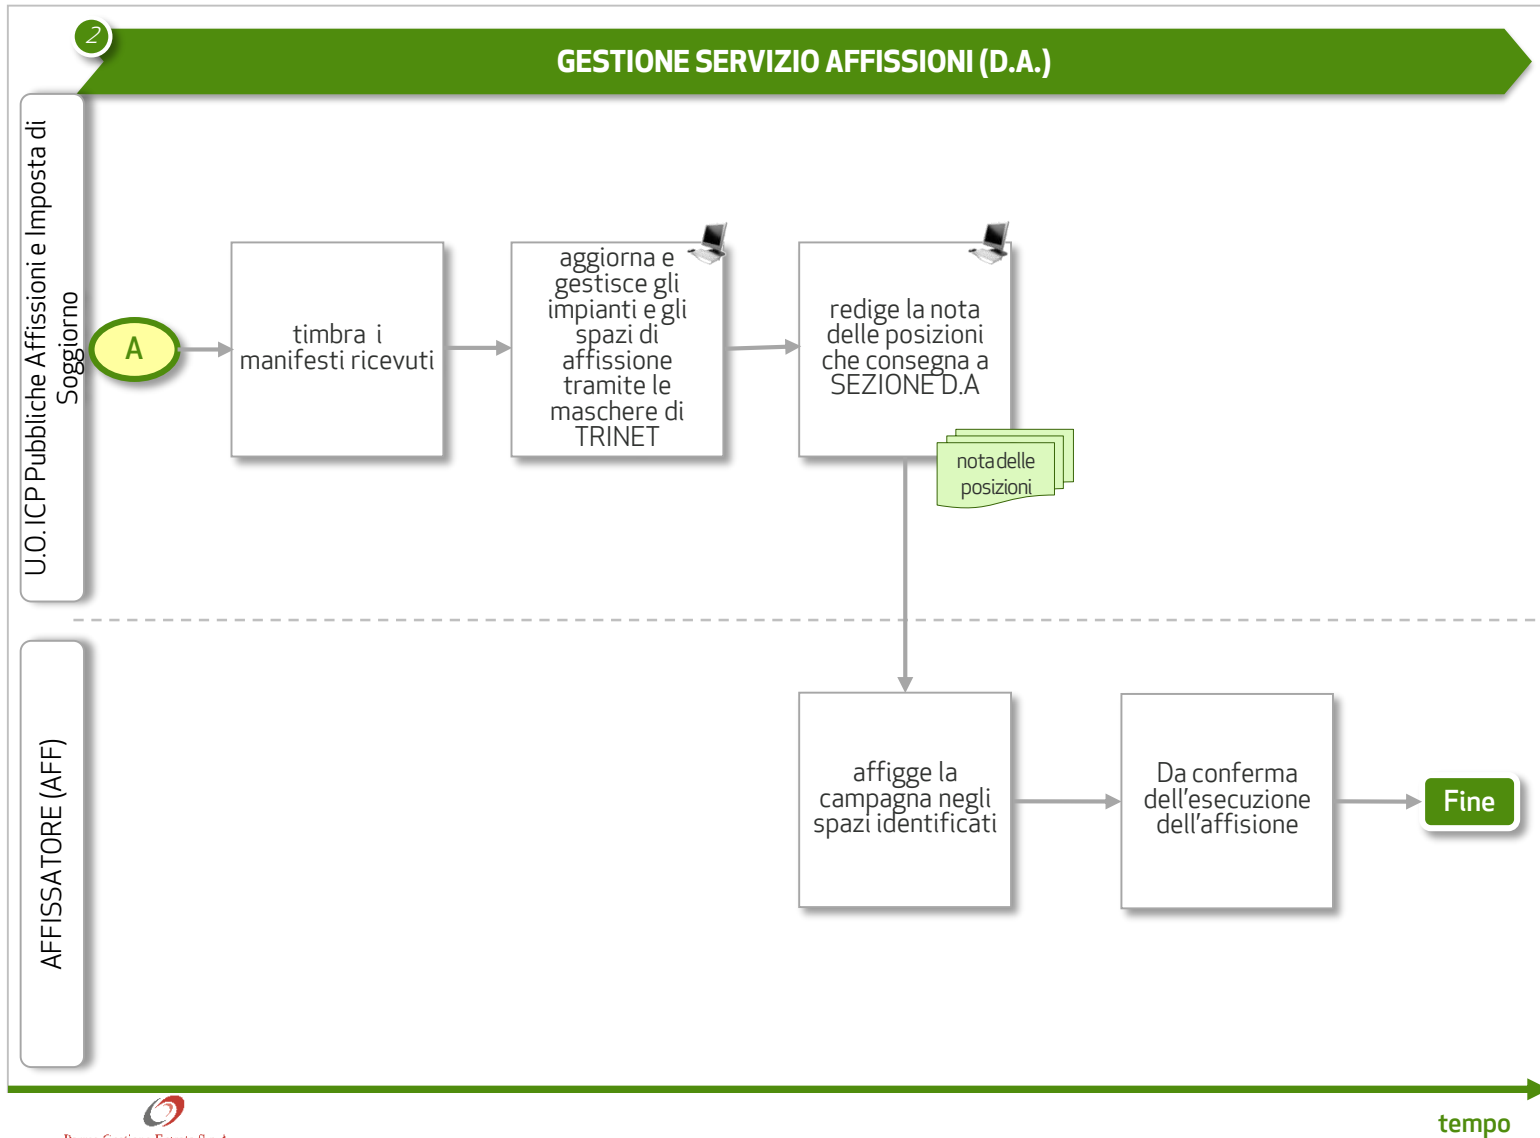 2
GESTIONE SERVIZIO AFFISSIONI (D.A.)
U.O. ICP Pubbliche Affissioni e Imposta di
Soggiorno
A
timbra i
manifesti ricevuti
aggiorna e
gestisce gli
impianti e gli
spazi di
affissione
tramite le
maschere di
TRINET
redige la nota
delle posizioni
che consegna a
SEZIONE D.A
nota delle
posizioni
AFFISSATORE (AFF)
affigge la
campagna negli
spazi identificati
Da conferma
dell'esecuzione
dell'affisione
Fine
tempo